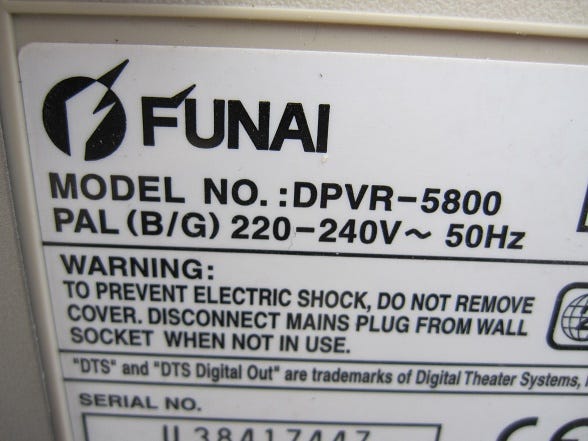 FUNAI
MODEL NO.:DPVR-5800
PAL (B/G) 220-240V~ 50Hz
WARNING:
TO PREVENT ELECTRIC SHOCK, DO NOT REMOVE
COVER. DISCONNECT MAINS PLUG FROM WALL
SOCKET WHEN NOT IN USE.
"DTS" and "DTS Digital Out" are trademarks of Digital Theater Systems,
SERIAL NO.
U38417447
CE